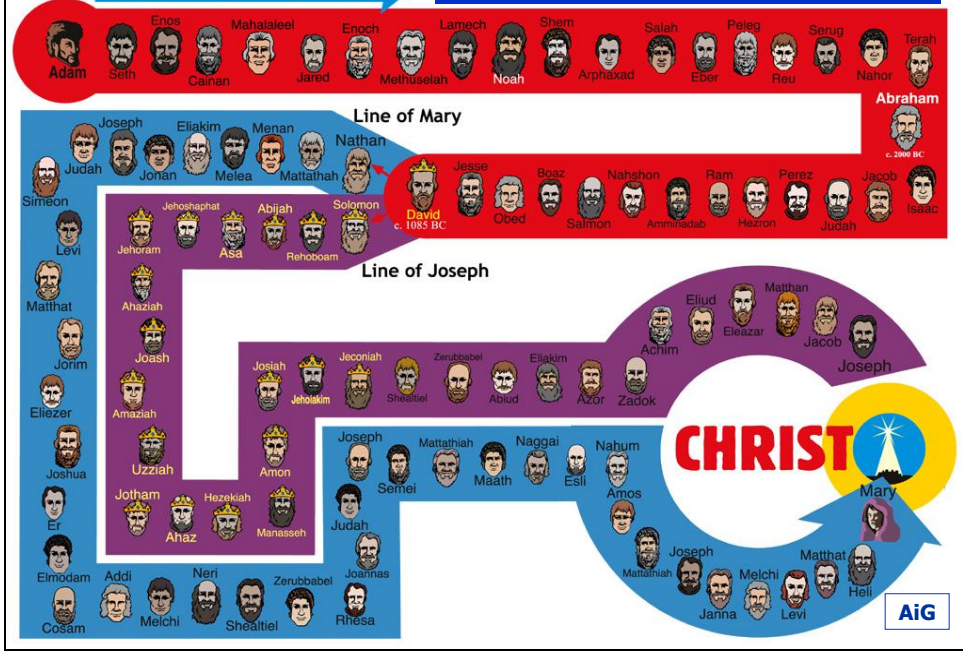 Adam
Seth
Enos
Cainan
Mahalaleel
Jared
Enoch
Methuselah
Lamech
Noah
Shem
Arphaxad
Salah
Eber
Peleg
Reu
Serug
Nahor
Terah
Abraham
c. 2000 BC
Isaac
Jacob
Judah
Perez
Hezron
Ram
Amminadab
Nahshon
Salmon
Boaz
Obed
Jesse
David
c. 1085 BC
Line of Mary
Nathan
Mattathah
Menan
Melea
Eliakim
Jonan
Joseph
Judah
Simeon
Levi
Matthat
Jorim
Eliezer
Joshua
Er
Elmodam
Cosam
Addi
Melchi
Neri
Shealtiel
Zerubbabel
Rhesa
Joannas
Judah
Joseph
Semei
Mattathiah
Maath
Naggai
Esli
Nahum
Amos
Mattathiah
Joseph
Janna
Melchi
Levi
Matthat
Heli
Mary
Line of Joseph
Solomon
Rehoboam
Abijah
Asa
Jehoshaphat
Jehoram
Ahaziah
Joash
Amaziah
Uzziah
Jotham
Ahaz
Hezekiah
Manasseh
Amon
Josiah
Jehoiakim
Jeconiah
Shealtiel
Zerubbabel
Abiud
Eliakim
Azor
Zadok
Achim
Eliud
Eleazar
Matthan
Jacob
Joseph
CHRIST
AiG